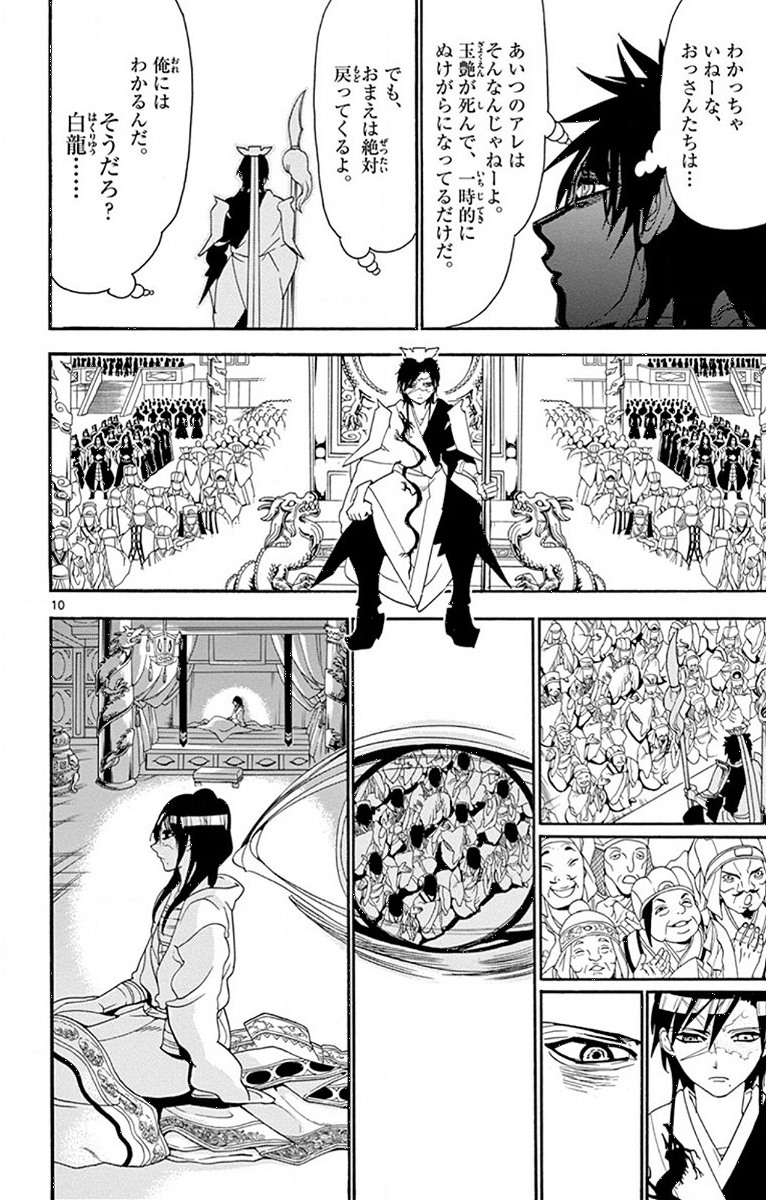 わかっちゃ
いねーな、
おっさんたちは…
あいつのアレは
そんなんじゃねーよ。
玉艶が死んで、一時的に
ぬけがらになってるだけだ。
でも、
おまえは絶対
戻ってくるよ。
俺には
わかるんだ。
そうだろ？
白龍……
10